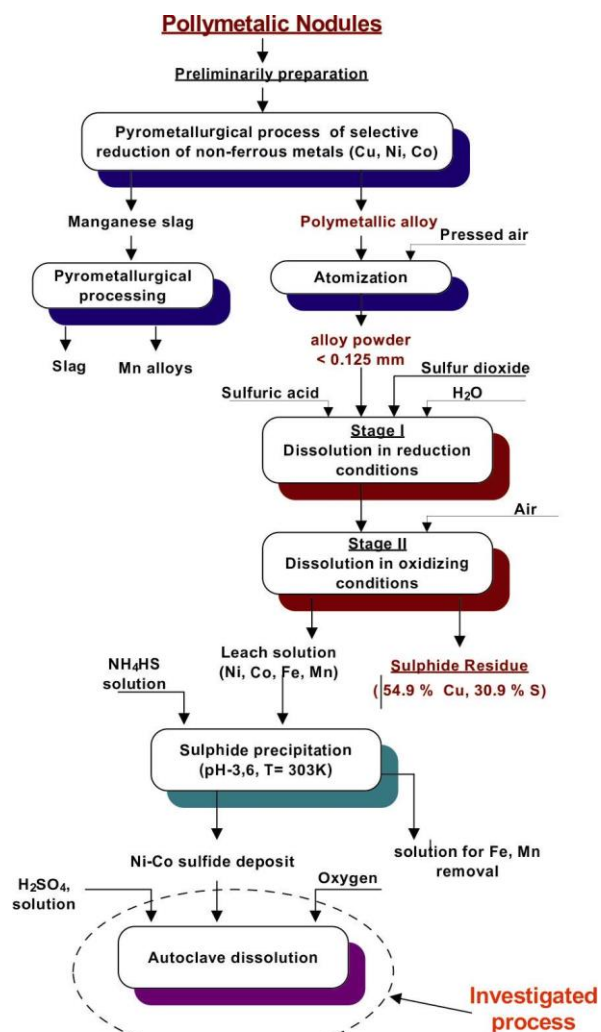 Pollymetalic Nodules
Preliminarily preparation
Pyrometallurgical process of selective
reduction of non-ferrous metals (Cu, Ni, Co)
Manganese slag
Polymetallic alloy
Pressed air
Pyrometallurgical
processing
Atomization
Slag
Mn alloys
alloy powder
< 0.125 mm
Sulfur dioxide
Sulfuric acid
H₂O
Stage I
Dissolution in reduction
conditions
Air
Stage II
Dissolution in oxidizing
conditions
Leach solution
(Ni, Co, Fe, Mn)
NH₄HS
solution
Sulphide Residue
( 54.9 % Cu, 30.9 % S)
Sulphide precipitation
(pH-3,6, T= 303K)
Ni-Co sulfide deposit
solution for Fe, Mn
removal
H₂SO₄,
solution
Oxygen
Autoclave dissolution
Investigated
process